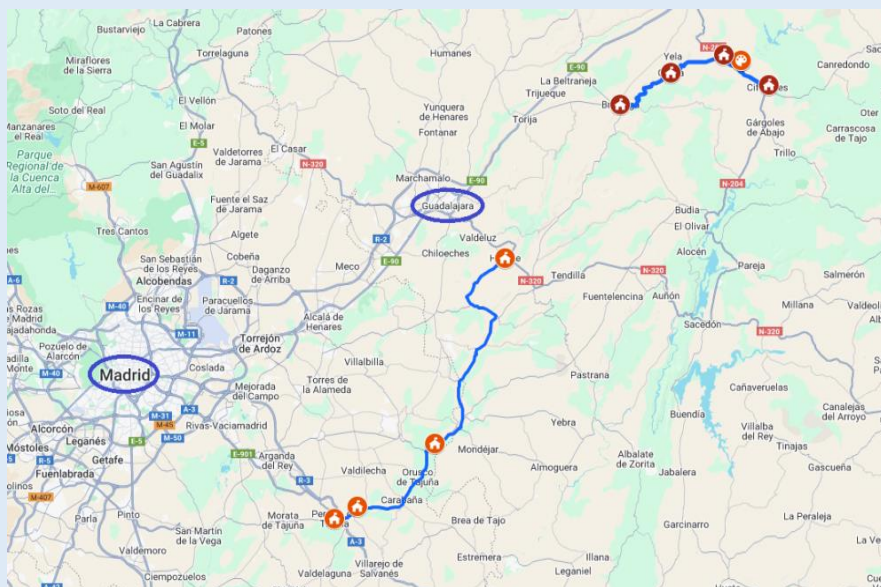 Bustarviejo
La Cabrera
Patones
Miraflores
de la Sierra
Torrelaguna
Humanes
E-90
Yela
N-204
Canredondo
La Beltraneja
Trijueque
Soto del Real
El Vellón
E-5
Yunquera
de Henares
Fontanar
Torija
Oter
Manzanares
el Real
El Molar
Valdetorres
de Jarama
El Casar
N-320
Gárgoles
de Abajo
Carrascosa
de Tajo
Trillo
Parque
Regional de
la Cuenca
Alta del...
M-607
San Agustín
del Guadalix
Marchamalo
E-90
N-204
Fuente el Saz
de Jarama
Guadalajara
Budia
El Olivar
Tres Cantos
Algete
R-2
Valdeluz
San Sebastián
de los Reyes
Cobeña
Meco
E-90
Chiloeches
Alocén
Pareja
A-6
Alcobendas
R-2
Daganzo
de Arriba
N-320
Tendilla
N-320
Salmerón
M-40
Encinar de
los Reyes
Paracuellos
de Jarama
Fuentelencina
Auñón
Millana
M-11
Alcalá de
Henares
Sacedón
Valdeolivas
Pozuelo de
Alarcón
Torrejón
de Ardoz
N-320
M-40
Madrid
Coslada
Villalbilla
Pastrana
Alcorcón
M-31
A-3
M-45
Mejorada
del Campo
Torres de
la Alameda
Cañaveruelas
R-5
Leganés
E-5
M-50
Rivas-Vaciamadrid
Yebra
Buendía
Canalejas
del Arroyo
Móstoles
Getafe
E-901
Arganda
del Rey
Mondéjar
Villalba
del Rey
Tinajas
Fuenlabrada
R-3
Valdilecha
Orusco
de Tajuña
Almoguera
Albalate
de Zorita
Jabalera
Gascueña
M-407
Carabaña
Parla
Pinto
San Martín
de la Vega
Morata
de Tajuña
Brea de Tajo
Garcinarro
La Peraleja
Valdemoro
A-3
Villarejo de
Salvanés
Estremera
Illana
Leganiel
Ciempozuelos
Valdelaguna